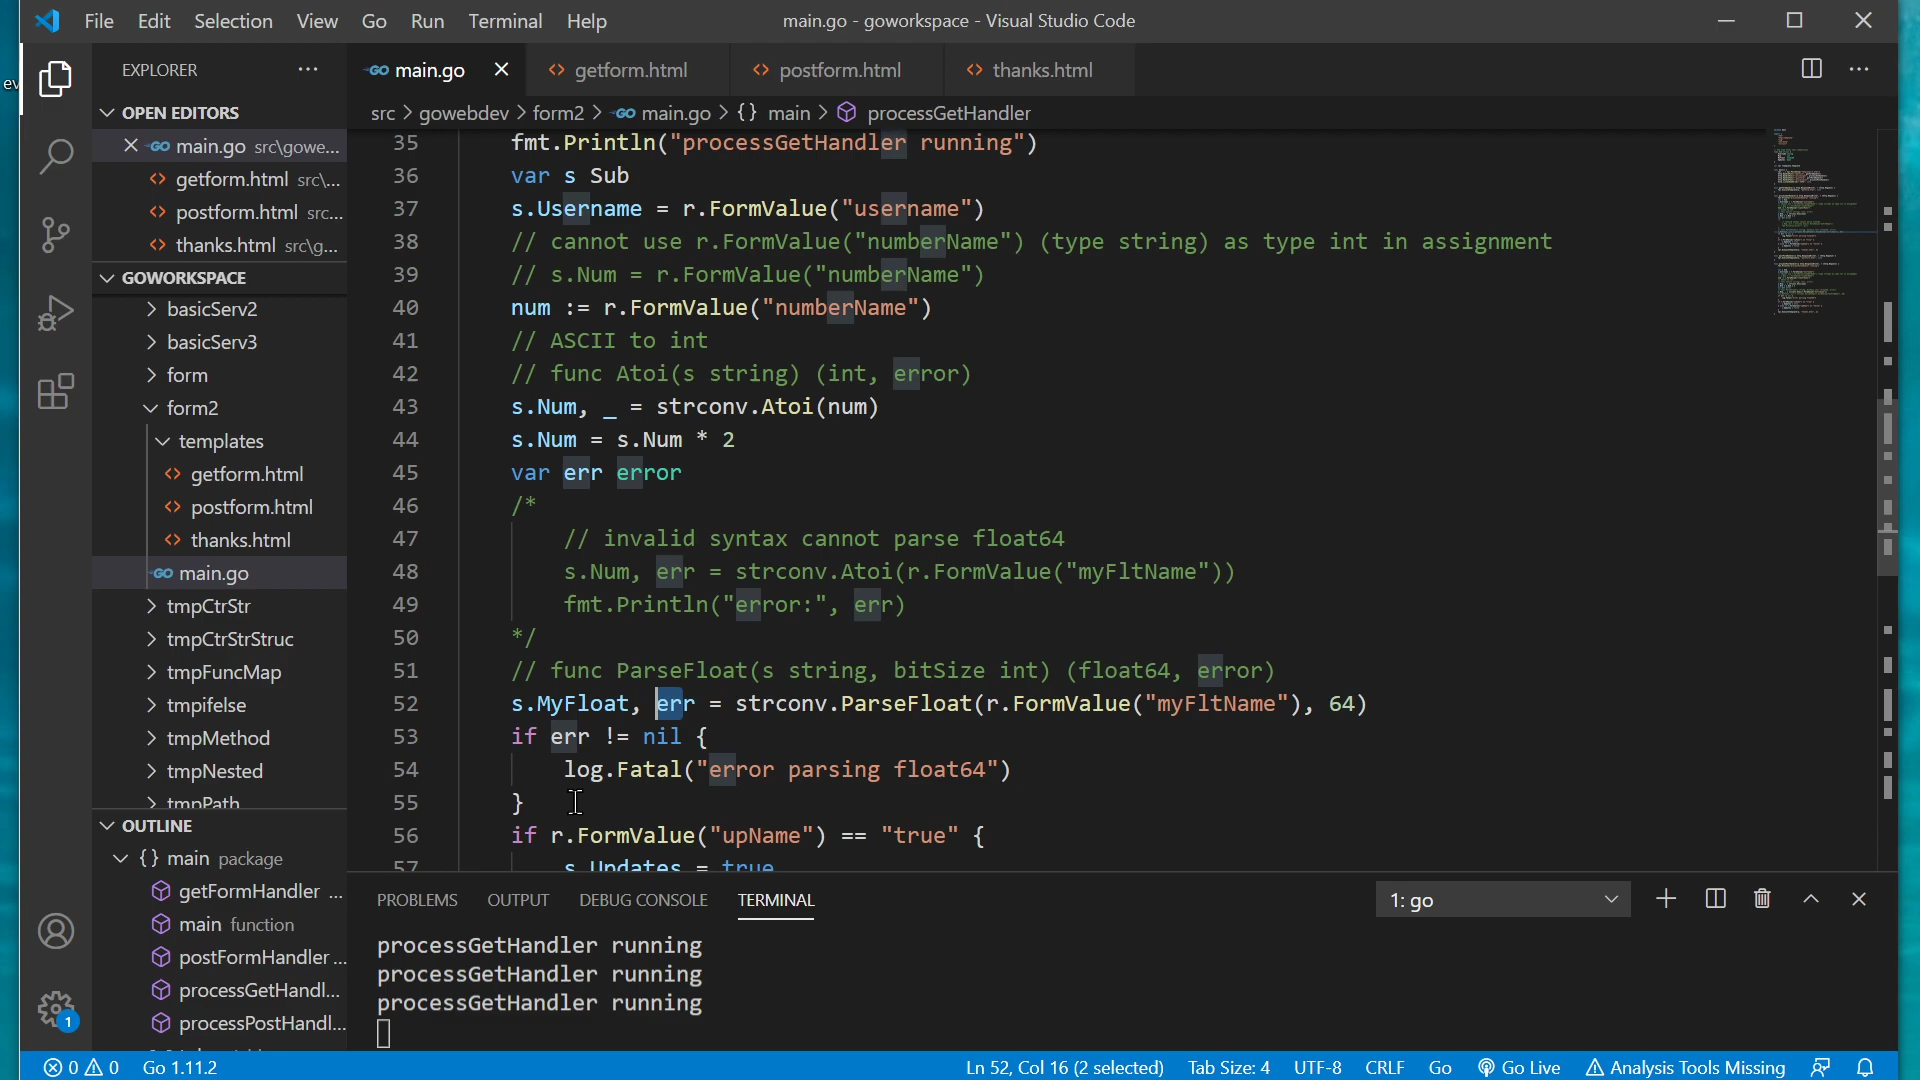 File Edit Selection View Go Run Terminal Help
main.go - goworkspace - Visual Studio Code
EXPLORER
main.go
getform.html
postform.html
thanks.html
OPEN EDITORS
main.go src\gowe...
getform.html src\...
postform.html src...
thanks.html src\g...
GOWORKSPACE
basicServ2
basicServ3
form
form2
templates
getform.html
postform.html
thanks.html
main.go
tmpCtrStr
tmpCtrStrStruc
tmpFuncMap
tmpifelse
tmpMethod
tmpNested
tmpPath
OUTLINE
{} main package
getFormHandler ...
main function
postFormHandler ...
processGetHandl...
processPostHandl...
src > gowebdev > form2 > main.go > {} main > processGetHandler
35 fmt.Println("processGetHandler running")
36 var s Sub
37 s.Username = r.FormValue("username")
38 // cannot use r.FormValue("numberName") (type string) as type int in assignment
39 // s.Num = r.FormValue("numberName")
40 num := r.FormValue("numberName")
41 // ASCII to int
42 // func Atoi(s string) (int, error)
43 s.Num, _ = strconv.Atoi(num)
44 s.Num = s.Num * 2
45 var err error
46 /*
47 // invalid syntax cannot parse float64
48 s.Num, err = strconv.Atoi(r.FormValue("myFltName"))
49 fmt.Println("error:", err)
50 */
51 // func ParseFloat(s string, bitSize int) (float64, error)
52 s.MyFloat, err = strconv.ParseFloat(r.FormValue("myFltName"), 64)
53 if err != nil {
54 log.Fatal("error parsing float64")
55 }
56 if r.FormValue("upName") == "true" {
57 s.Updates = true
PROBLEMS OUTPUT DEBUG CONSOLE TERMINAL
1: go
processGetHandler running
processGetHandler running
processGetHandler running
1
0 0 Go 1.11.2
Ln 52, Col 16 (2 selected) Tab Size: 4 UTF-8 CRLF Go Go Live Analysis Tools Missing